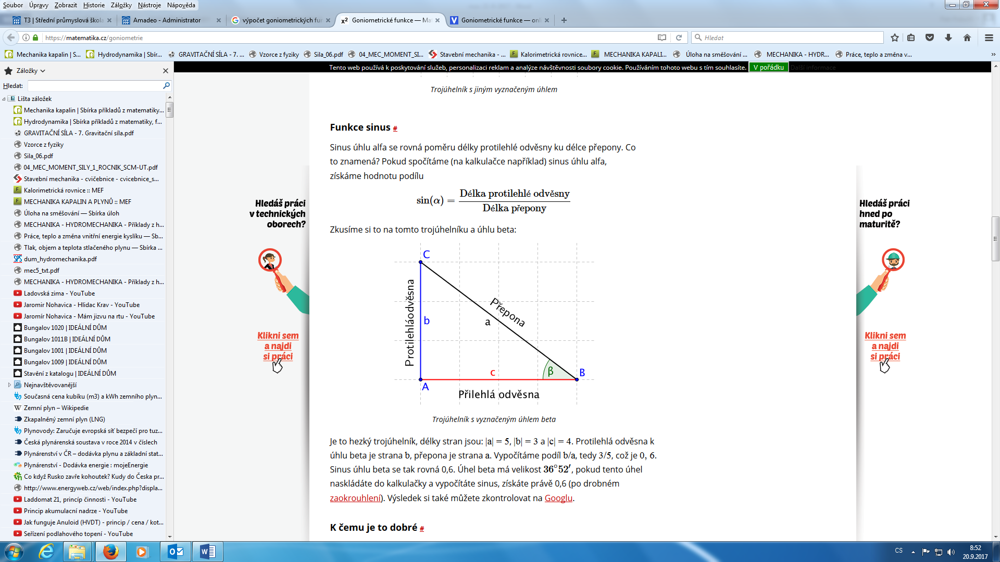 Soubor Úpravy Zobrazit Historie Záložky Nástroje Nápověda
T3 | Střední průmyslová škola
Amadeo - Administrator
výpočet goniometrických fun
Goniometrické funkce — Ma
Goniometrické funkce — onl
https://matematika.cz/goniometrie
Hledat
Mechanika kapalin | S...
Hydrodynamika | Sbír...
GRAVITAČNÍ SÍLA - 7. ...
Vzorce z fyziky
Sila_06.pdf
04_MEC_MOMENT_SI...
Stavební mechanika - ...
Kalorimetrická rovnice...
MECHANIKA KAPALI...
Úloha na směšování ...
MECHANIKA - HYDR...
Práce, teplo a změna v...
Záložky
Hledat:
Lišta záložek
Mechanika kapalin | Sbírka příkladů z matematiky...
Hydrodynamika | Sbírka příkladů z matematiky, f...
GRAVITAČNÍ SÍLA - 7. Gravitační síla.pdf
Vzorce z fyziky
Sila_06.pdf
04_MEC_MOMENT_SILY_1_ROCNIK_SCM-UT.pdf
Stavební mechanika - cvičebnice - cvicebnice_s...
Kalorimetrická rovnice :: MEF
MECHANIKA KAPALIN A PLYNŮ :: MEF
Úloha na směšování — Sbírka úloh
MECHANIKA - HYDROMECHANIKA - Příklady z h...
Práce, teplo a změna vnitřní energie kyslíku — Sb...
Tlak, objem a teplota stlačeného plynu — Sbírka ...
dum_hydromechanika.pdf
mec5_txt.pdf
MECHANIKA - HYDROMECHANIKA - Příklady z h...
Ladovská zima - YouTube
Jaromir Nohavica - Hlidac Krav - YouTube
Jaromír Nohavica - Mám jizvu na rtu - YouTube
Bungalov 1020 | IDEÁLNÍ DŮM
Bungalov 1011B | IDEÁLNÍ DŮM
Bungalov 1001 | IDEÁLNÍ DŮM
Bungalov 1009 | IDEÁLNÍ DŮM
Stavění z katalogu | IDEÁLNÍ DŮM
Nejnavštěvovanější
Současná cena kubíku (m3) a kWh zemního plyn...
Zemní plyn – Wikipedie
Zkapalněný zemní plyn (LNG)
Plynovody: Zaručuje evropská síť bezpečí pro tuz...
Česká plynárenská soustava v roce 2014 v číslech
Plynárenství v ČR – dodávka plynu a základní stat...
Plynárenství - Dodávka energie : mojeEnergie
Co když Rusko zavře kohoutek? Kudy do Česka pr...
http://www.energyweb.cz/web/index.php?displa...
Laddomat 21, princíp činnosti - YouTube
Princip akumulacní nadrze - YouTube
Jak funguje Anuloid (HVDT) - princip / cena / kot...
Seřízení podlahového topení - YouTube
Tento web používá k poskytování služeb, personalizaci reklam a analýze návštěvnosti soubory cookie. Používáním tohoto webu s tím souhlasíte. V pořádku Další informace
Trojúhelník s jiným vyznačeným úhlem
Funkce sinus #
Sinus úhlu alfa se rovná poměru délky protilehlé odvěsny ku délce přepony. Co
to znamená? Pokud spočítáme (na kalkulačce například) sinus úhlu alfa,
získáme hodnotu podílu
sin(α) = Délka protilehlé odvěsny / Délka přepony
Zkusíme si to na tomto trojúhelníku a úhlu beta:
C
Protilehláodvěsna
b
Přepona
a
c
β
B
A
Přilehlá odvěsna
Trojúhelník s vyznačeným úhlem beta
Je to hezký trojúhelník, délky stran jsou: |a| = 5, |b| = 3 a |c| = 4. Protilehlá odvěsna k
úhlu beta je strana b, přepona je strana a. Vypočítáme podíl b/a, tedy 3/5, což je 0, 6.
Sinus úhlu beta se tak rovná 0,6. Úhel beta má velikost 36°52′, pokud tento úhel
naskládáte do kalkulačky a vypočítáte sinus, získáte právě 0,6 (po drobném
zaokrouhlení). Výsledek si také můžete zkontrolovat na Googlu.
K čemu je to dobré #
Hledáš práci
v technických
oborech?
Klikni sem
a najdi
si práci
Hledáš práci
hned po
maturitě?
Klikni sem
a najdi
si práci
CS
8:52
20.9.2017